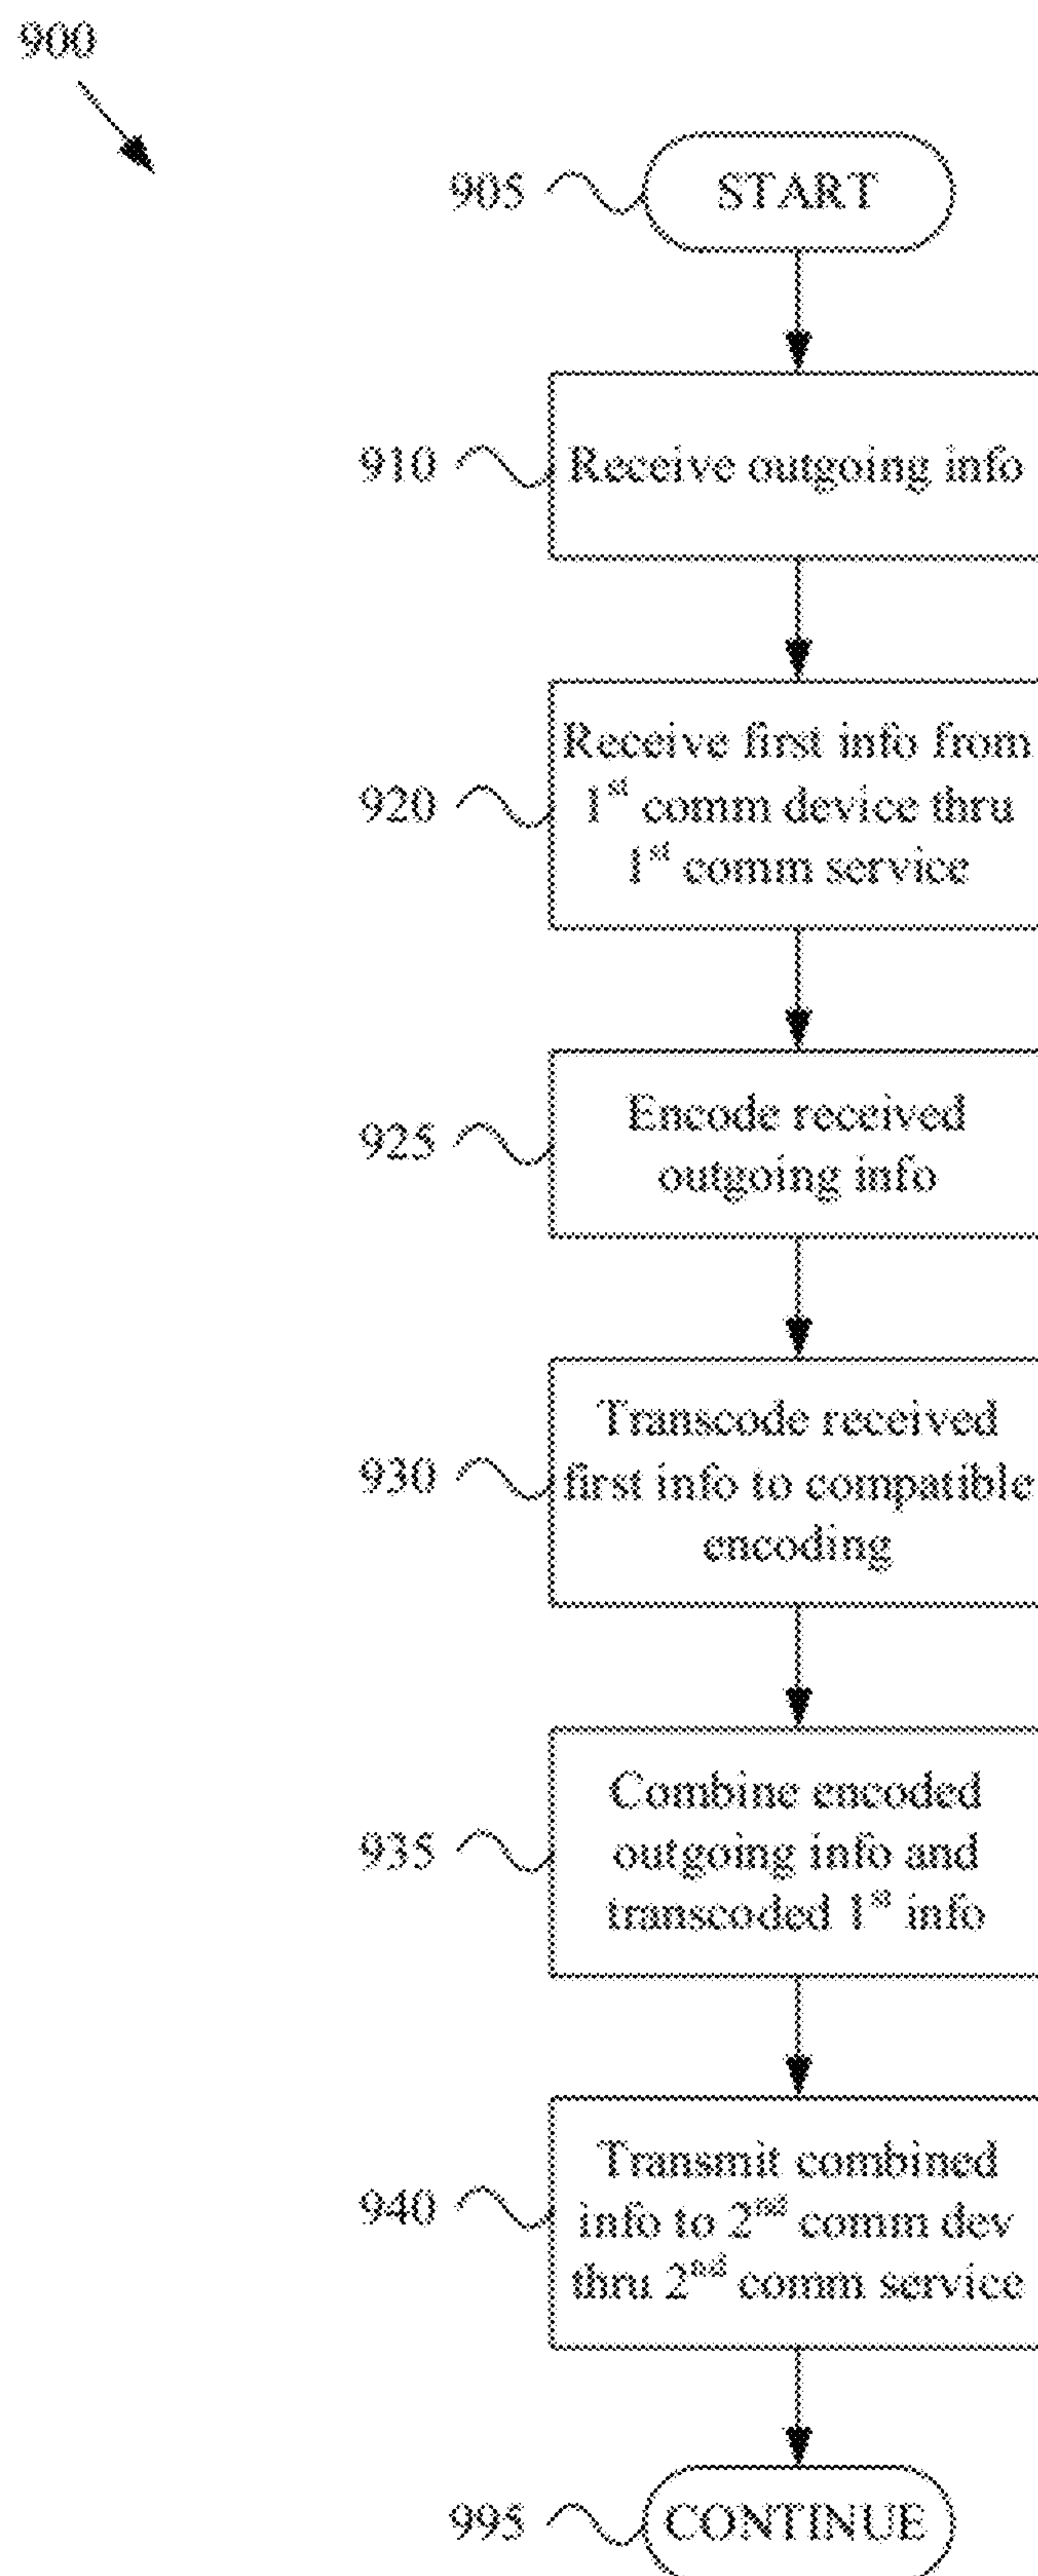 900
905 START
910 Receive outgoing info
Receive first info from
920 1st comm device thru
1st comm service
Encode received
925 outgoing info
Transcode received
930 first info to compatible
encoding
Combine encoded
935 outgoing info and
transcoded 1st info
Transmit combined
940 info to 2nd comm dev
thru 2nd comm service
995 CONTINUE